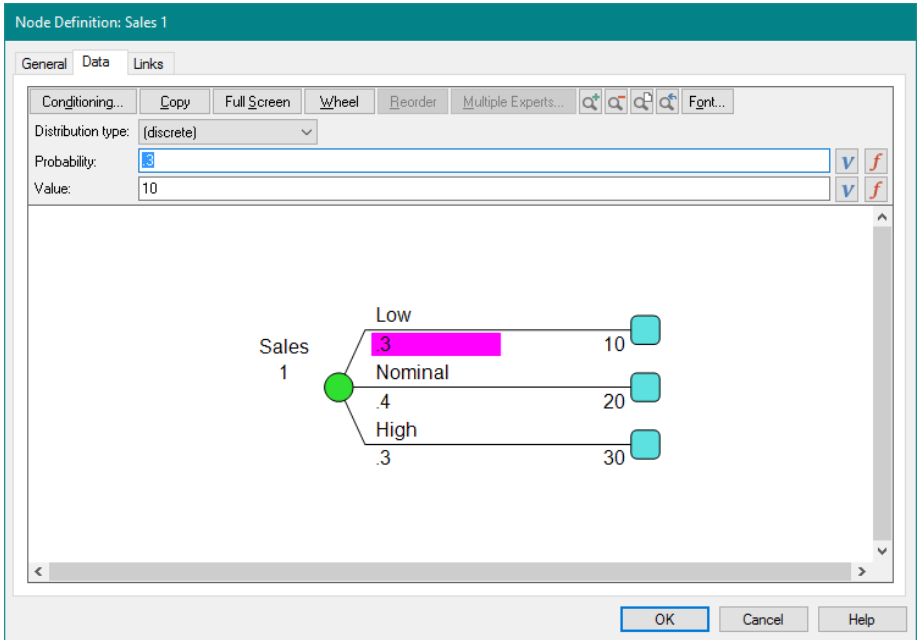 Node Definition: Sales 1
General Data Links
Conditioning... Copy Full Screen Wheel Reorder Multiple Experts... Font...
Distribution type: (discrete)
Probability: .3 V f
Value: 10 V f
Low
.3 10
Sales
1
Nominal
.4 20
High
.3 30
OK Cancel Help